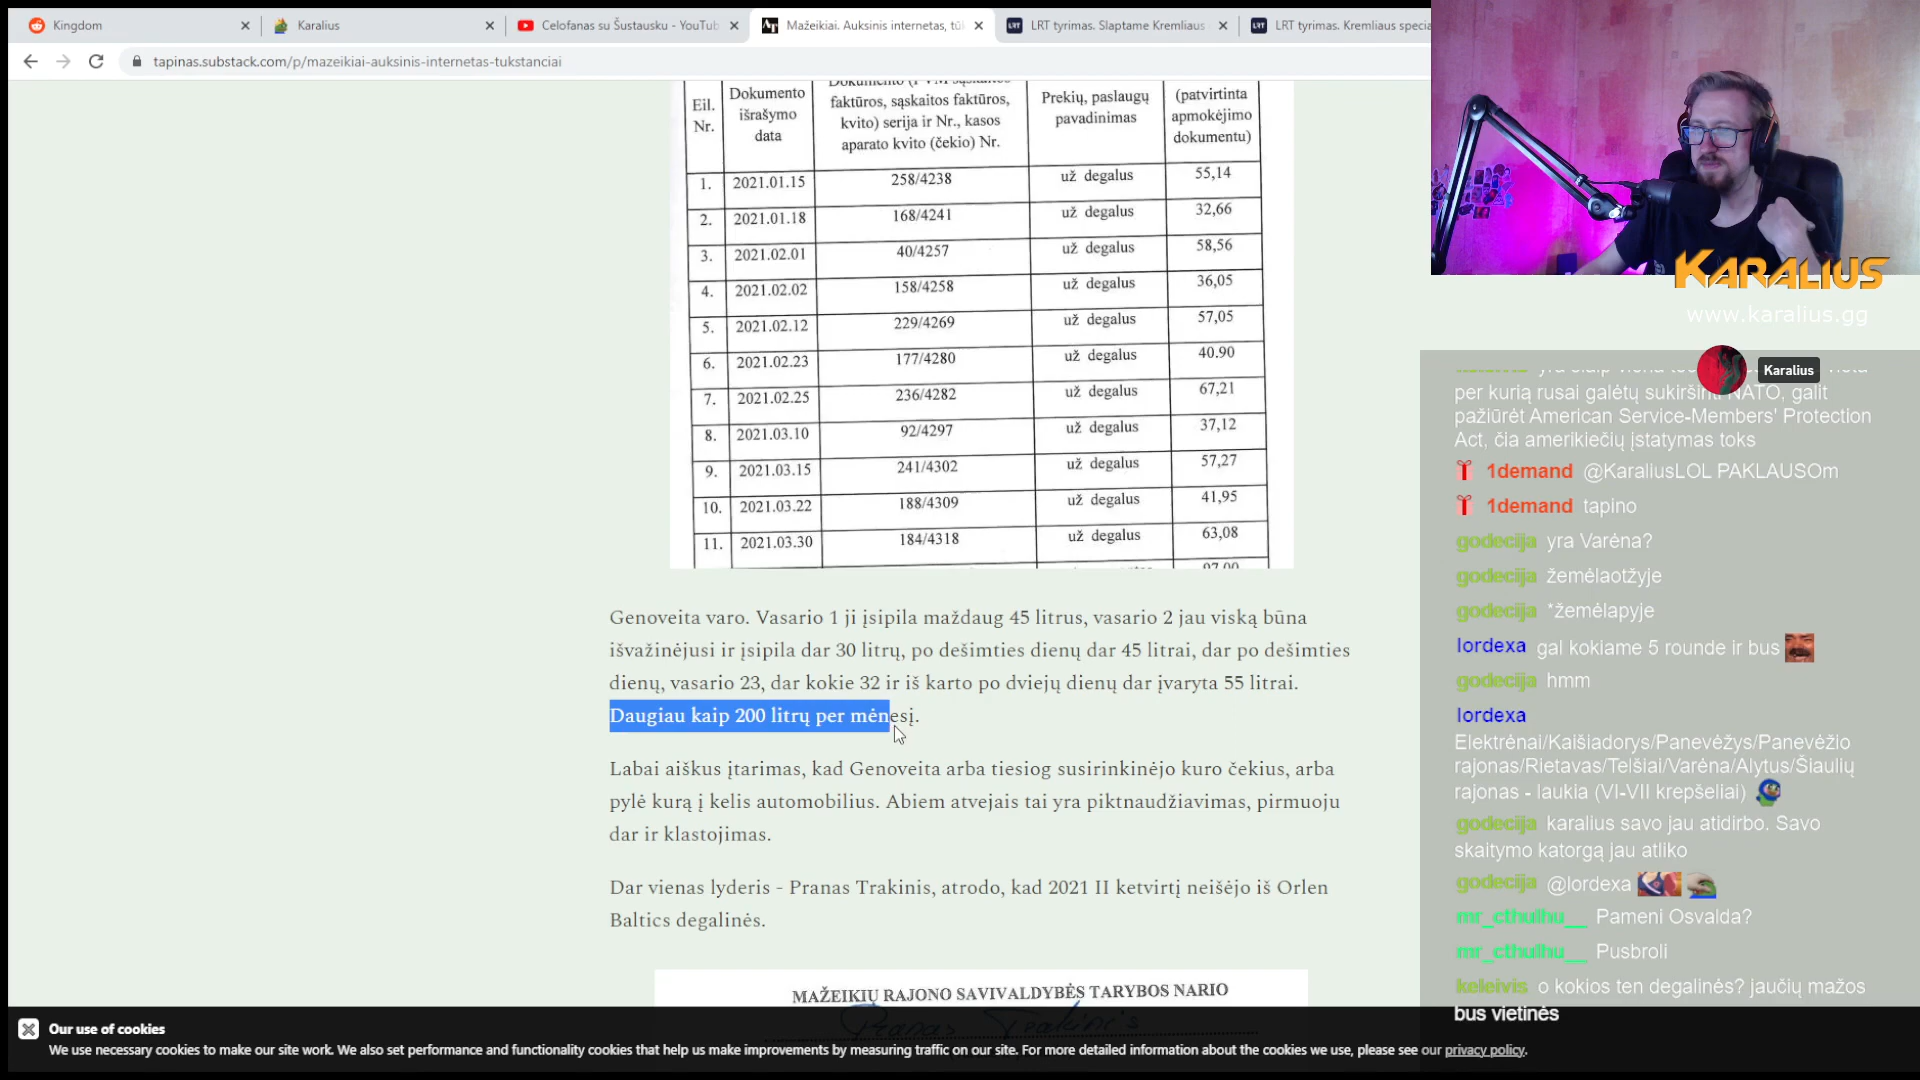 Kingdom
Karalius
Celofanas su Šustausku - YouTub
Mažeikiai. Auksinis internetas, tūk
LRT tyrimas. Slaptame Kremliaus
LRT tyrimas. Kremliaus specia
tapinas.substack.com/p/mazeikiai-auksinis-internetas-tukstanciai
Eil. Nr.
Dokumento išrašymo data
faktūros, sąskaitos faktūros, kvito) serija ir Nr., kasos aparato kvito (čekio) Nr.
Prekių, paslaugų pavadinimas
(patvirtinta apmokėjimo dokumentu)
1. 2021.01.15 258/4238 už degalus 55,14
2. 2021.01.18 168/4241 už degalus 32,66
3. 2021.02.01 40/4257 už degalus 58,56
4. 2021.02.02 158/4258 už degalus 36,05
5. 2021.02.12 229/4269 už degalus 57,05
6. 2021.02.23 177/4280 už degalus 40.90
7. 2021.02.25 236/4282 už degalus 67,21
8. 2021.03.10 92/4297 už degalus 37,12
9. 2021.03.15 241/4302 už degalus 57,27
10. 2021.03.22 188/4309 už degalus 41,95
11. 2021.03.30 184/4318 už degalus 63,08
Genoveita varo. Vasario 1 ji įsipila maždaug 45 litrus, vasario 2 jau viską būna
išvažinėjusi ir įsipila dar 30 litrų, po dešimties dienų dar 45 litrai, dar po dešimties
dienų, vasario 23, dar kokie 32 ir iš karto po dviejų dienų dar įvaryta 55 litrai.
Daugiau kaip 200 litrų per mėnesį.
Labai aiškus įtarimas, kad Genoveita arba tiesiog susirinkinėjo kuro čekius, arba
pylė kurą į kelis automobilius. Abiem atvejais tai yra piktnaudžiavimas, pirmuoju
dar ir klastojimas.
Dar vienas lyderis - Pranas Trakinis, atrodo, kad 2021 II ketvirtį neišėjo iš Orlen
Baltics degalinės.
MAŽEIKIŲ RAJONO SAVIVALDYBĖS TARYBOS NARIO
Pranas Trakinis
Our use of cookies
We use necessary cookies to make our site work. We also set performance and functionality cookies that help us make improvements by measuring traffic on our site. For more detailed information about the cookies we use, please see our privacy policy.
KARALIUS
www.karalius.gg
Karalius
per kurią rusai galėtų sukiršinti NATO, galit
pažiūrėt American Service-Members' Protection
Act, čia amerikiečių įstatymas toks
1demand @KaraliusLOL PAKLAUSOm
1demand tapino
godecija yra Varėna?
godecija žemėlaotžyje
godecija *žemėlapyje
lordexa gal kokiame 5 rounde ir bus
godecija hmm
lordexa
Elektrėnai/Kaišiadorys/Panevėžys/Panevėžio
rajonas/Rietavas/Telšiai/Varėna/Alytus/Šiaulių
rajonas - laukia (VI-VII krepšeliai)
godecija karalius savo jau atidirbo. Savo
skaitymo katorgą jau atliko
godecija @lordexa
mr_cthulhu__ Pameni Osvalda?
mr_cthulhu__ Pusbroli
keleivis o kokios ten degalinės? jaučių mažos
bus vietinės